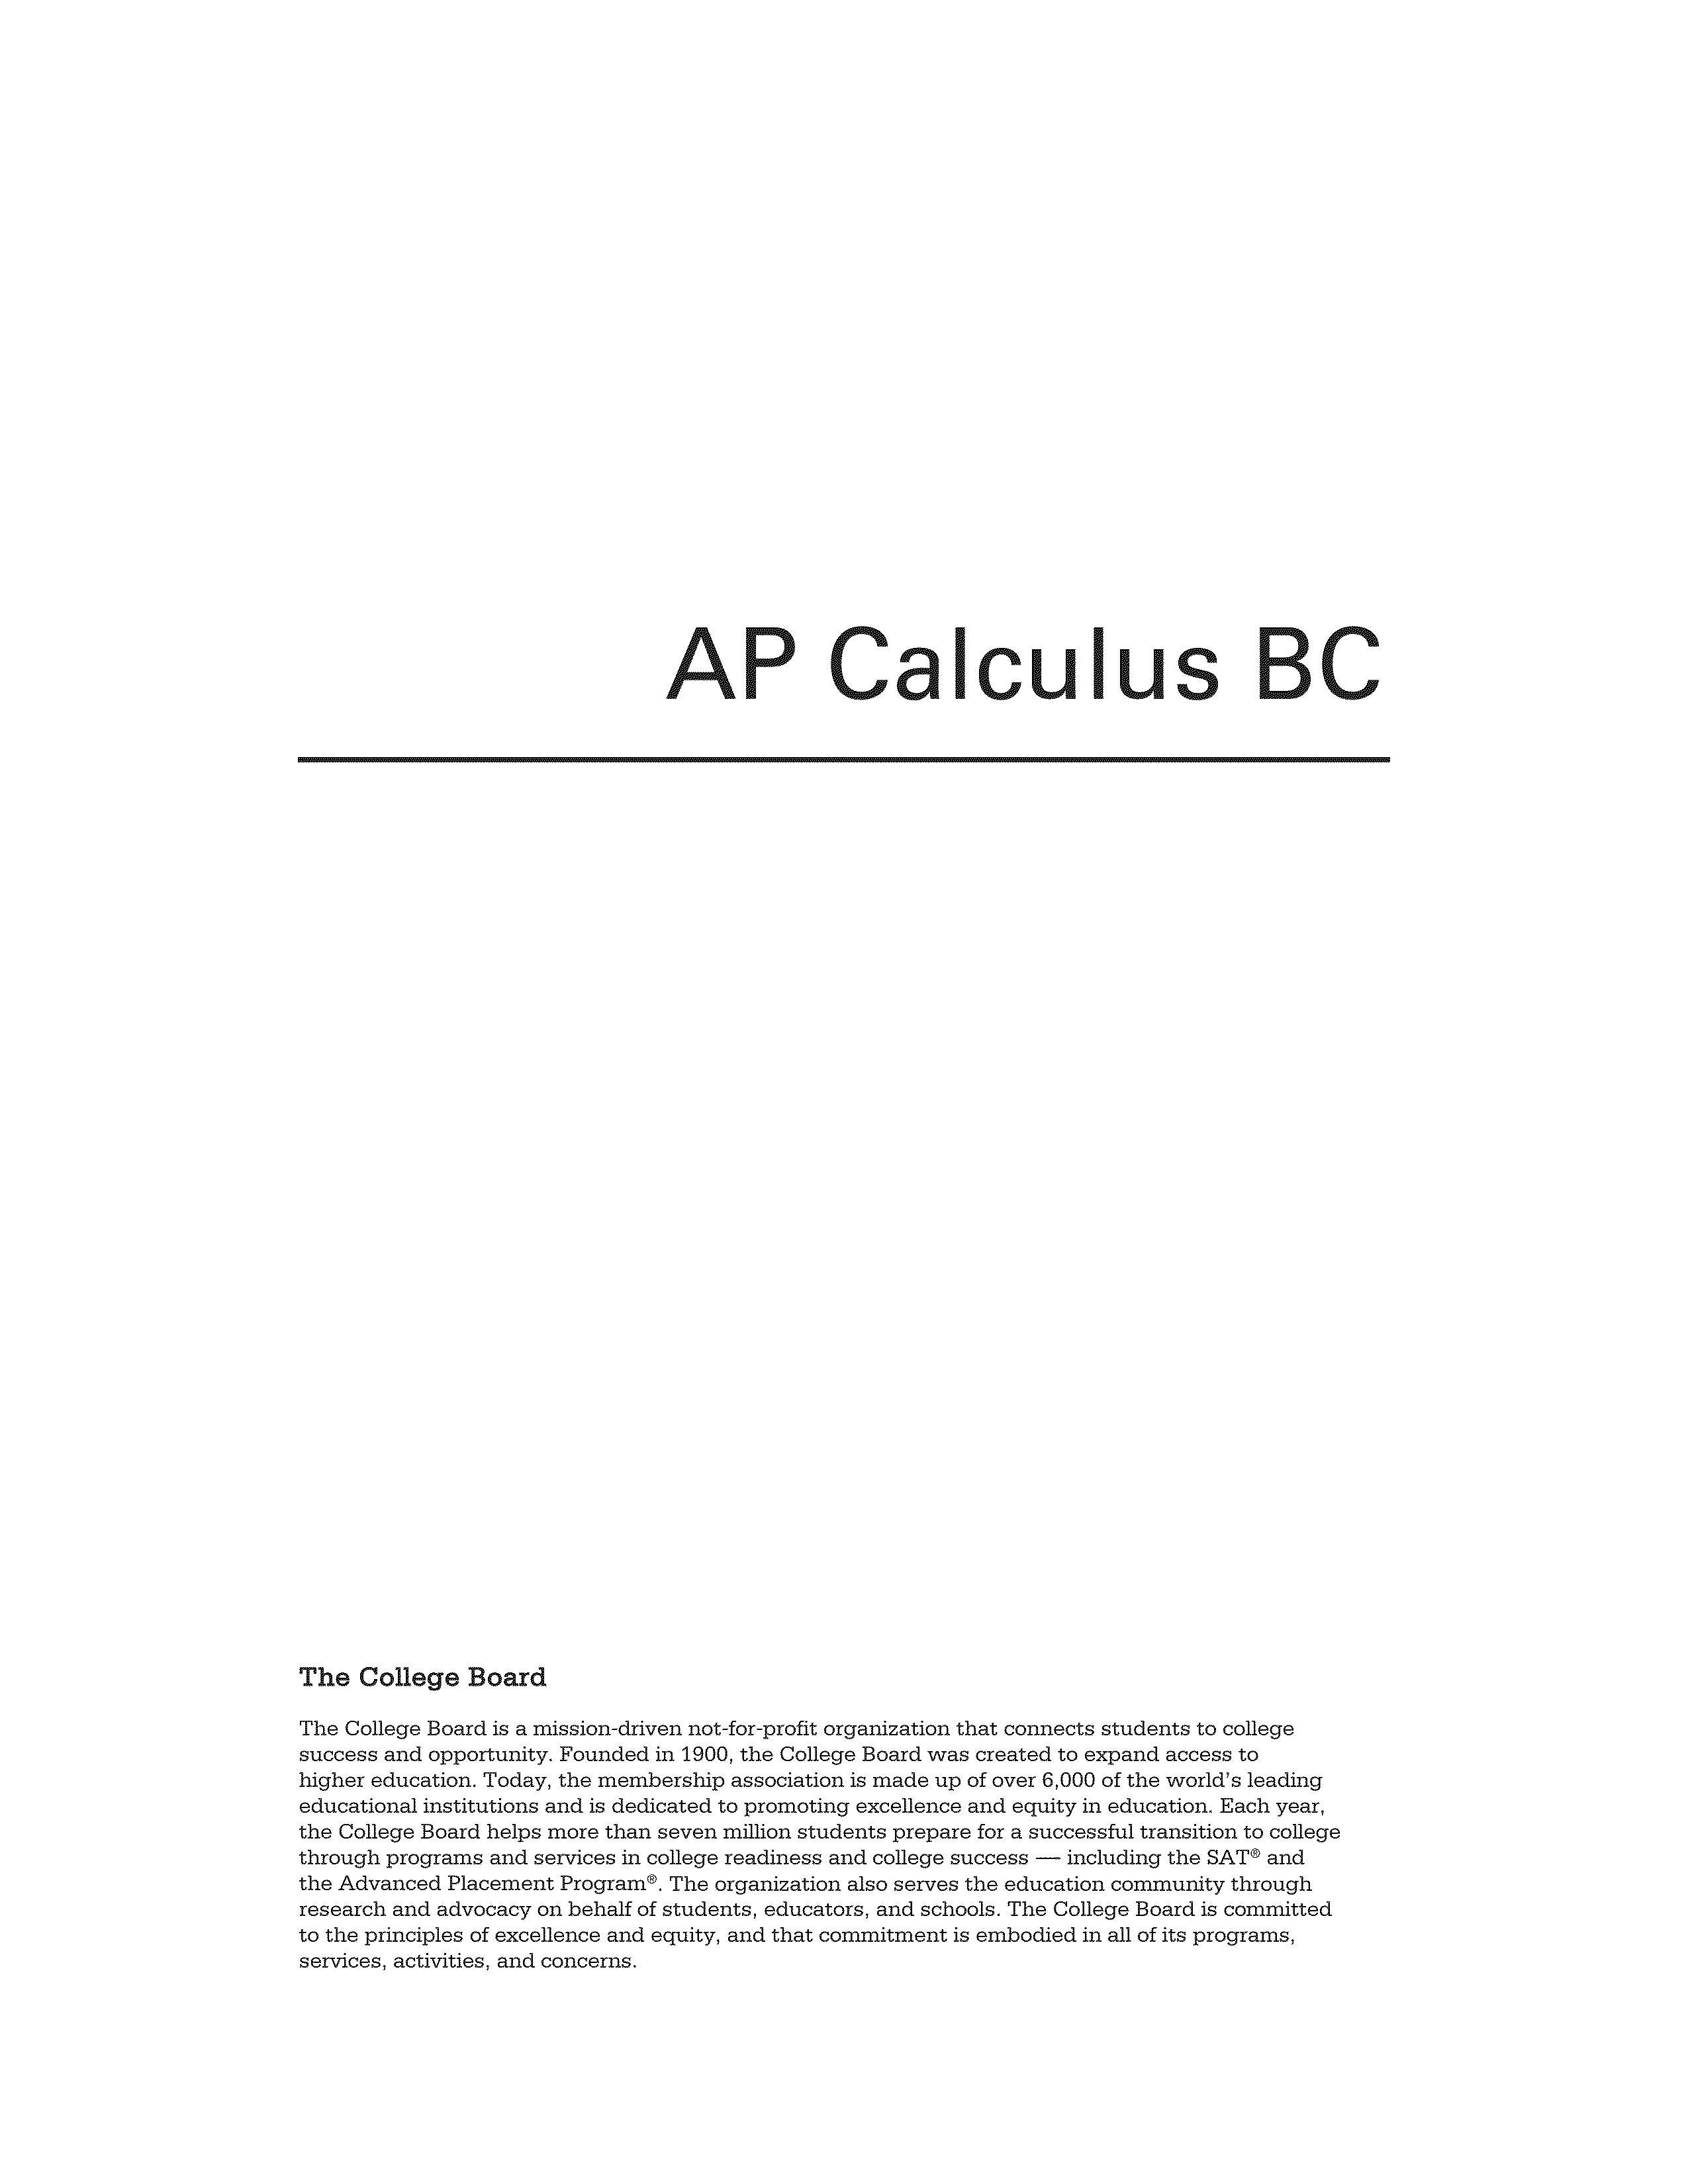 AP Calculus BC
The College Board
The College Board is a mission-driven not-for-profit organization that connects students to college
success and opportunity. Founded in 1900, the College Board was created to expand access to
higher education. Today, the membership association is made up of over 6,000 of the world’s leading
educational institutions and is dedicated to promoting excellence and equity in education. Each year,
the College Board helps more than seven million students prepare for a successful transition to college
through programs and services in college readiness and college success — including the SAT® and
the Advanced Placement Program®. The organization also serves the education community through
research and advocacy on behalf of students, educators, and schools. The College Board is committed
to the principles of excellence and equity, and that commitment is embodied in all of its programs,
services, activities, and concerns.